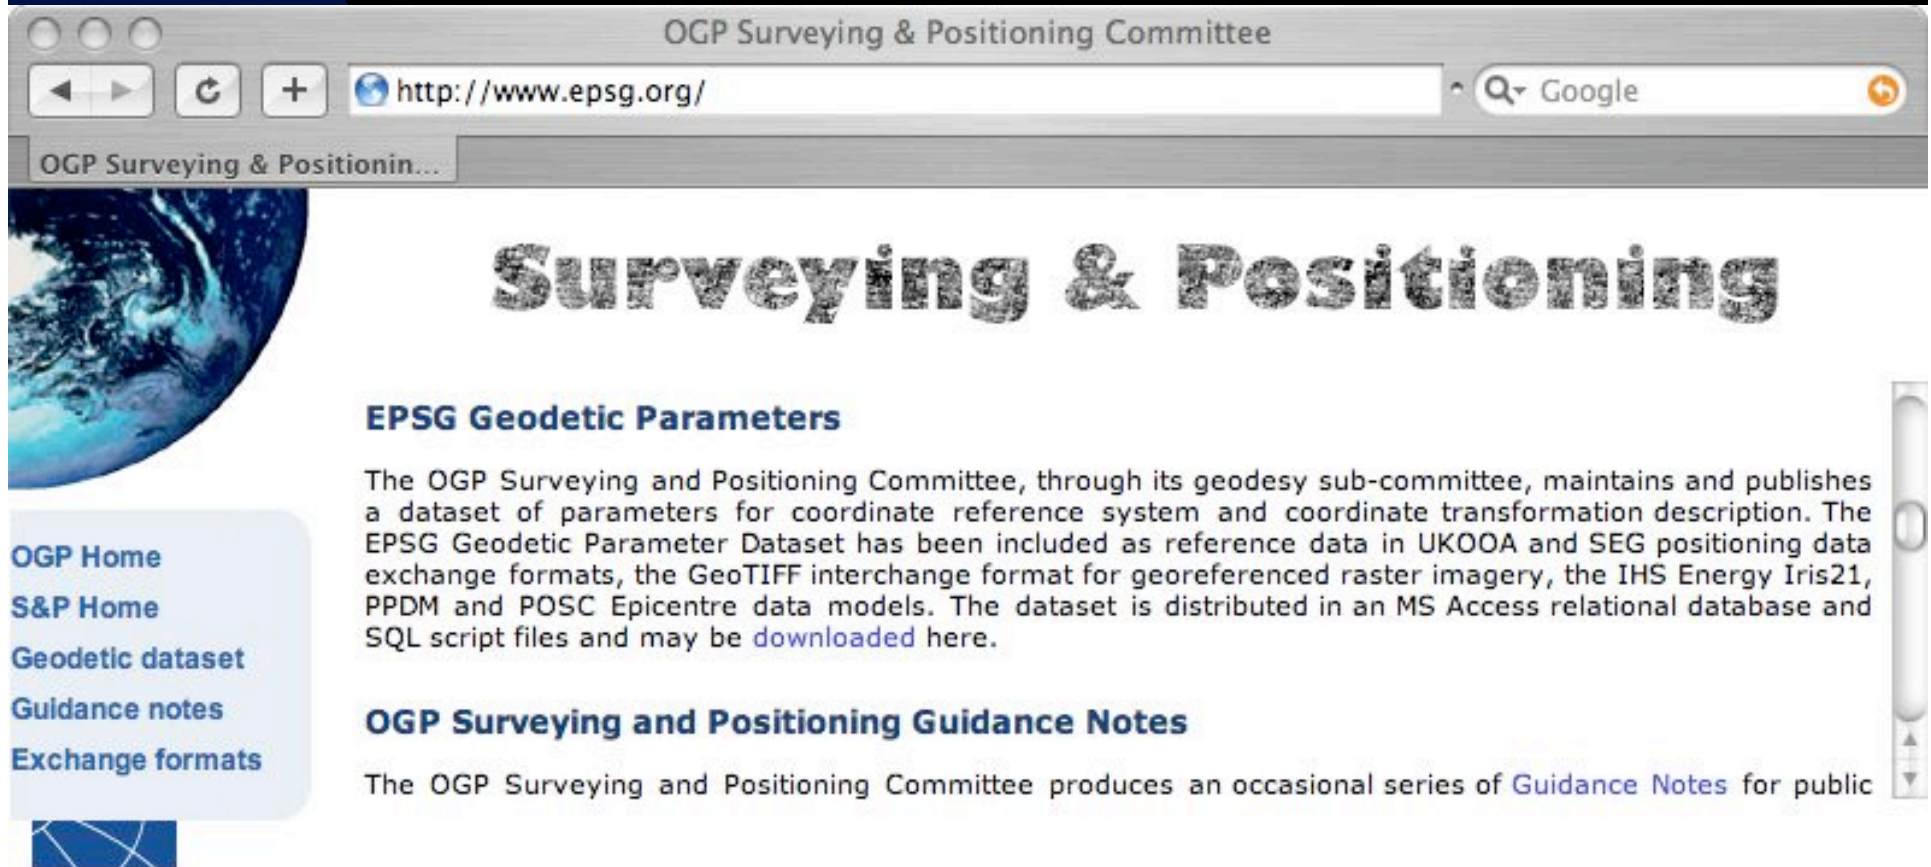 OGP Surveying & Positioning Committee
http://www.epsg.org/
Google
OGP Surveying & Positionin...
Surveying & Positioning
EPSG Geodetic Parameters
The OGP Surveying and Positioning Committee, through its geodesy sub-committee, maintains and publishes
a dataset of parameters for coordinate reference system and coordinate transformation description. The
EPSG Geodetic Parameter Dataset has been included as reference data in UKOOA and SEG positioning data
exchange formats, the GeoTIFF interchange format for georeferenced raster imagery, the IHS Energy Iris21,
PPDM and POSC Epicentre data models. The dataset is distributed in an MS Access relational database and
SQL script files and may be downloaded here.
OGP Surveying and Positioning Guidance Notes
The OGP Surveying and Positioning Committee produces an occasional series of Guidance Notes for public
OGP Home
S&P Home
Geodetic dataset
Guidance notes
Exchange formats